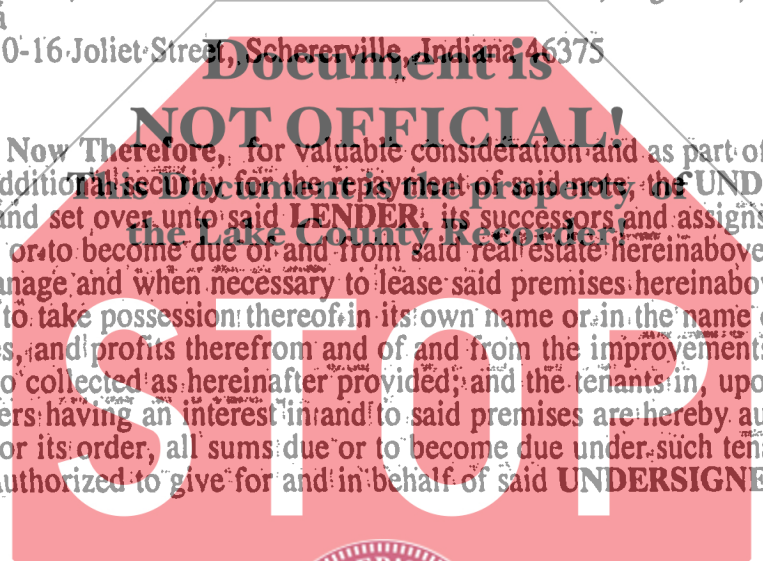 a
0-16 Joliet Street, Schererville, Indiana 46375
Document is
NOT OFFICIAL!
Now Therefore, for valuable consideration and as part of
additional security for the repayment of said note, the UND
This Document is the property of
and set over unto said LENDER, its successors and assigns
the Lake County Recorder!
or to become due of and from said real estate hereinabove
anage and when necessary to lease said premises hereinabov
to take possession thereof in its own name or in the name
es, and profits therefrom and of and from the improvements
o collected as hereinafter provided; and the tenants in, upo
ers having an interest in and to said premises are hereby au
or its order, all sums due or to become due under such tena
authorized to give for and in behalf of said UNDERSIGNE
STOP